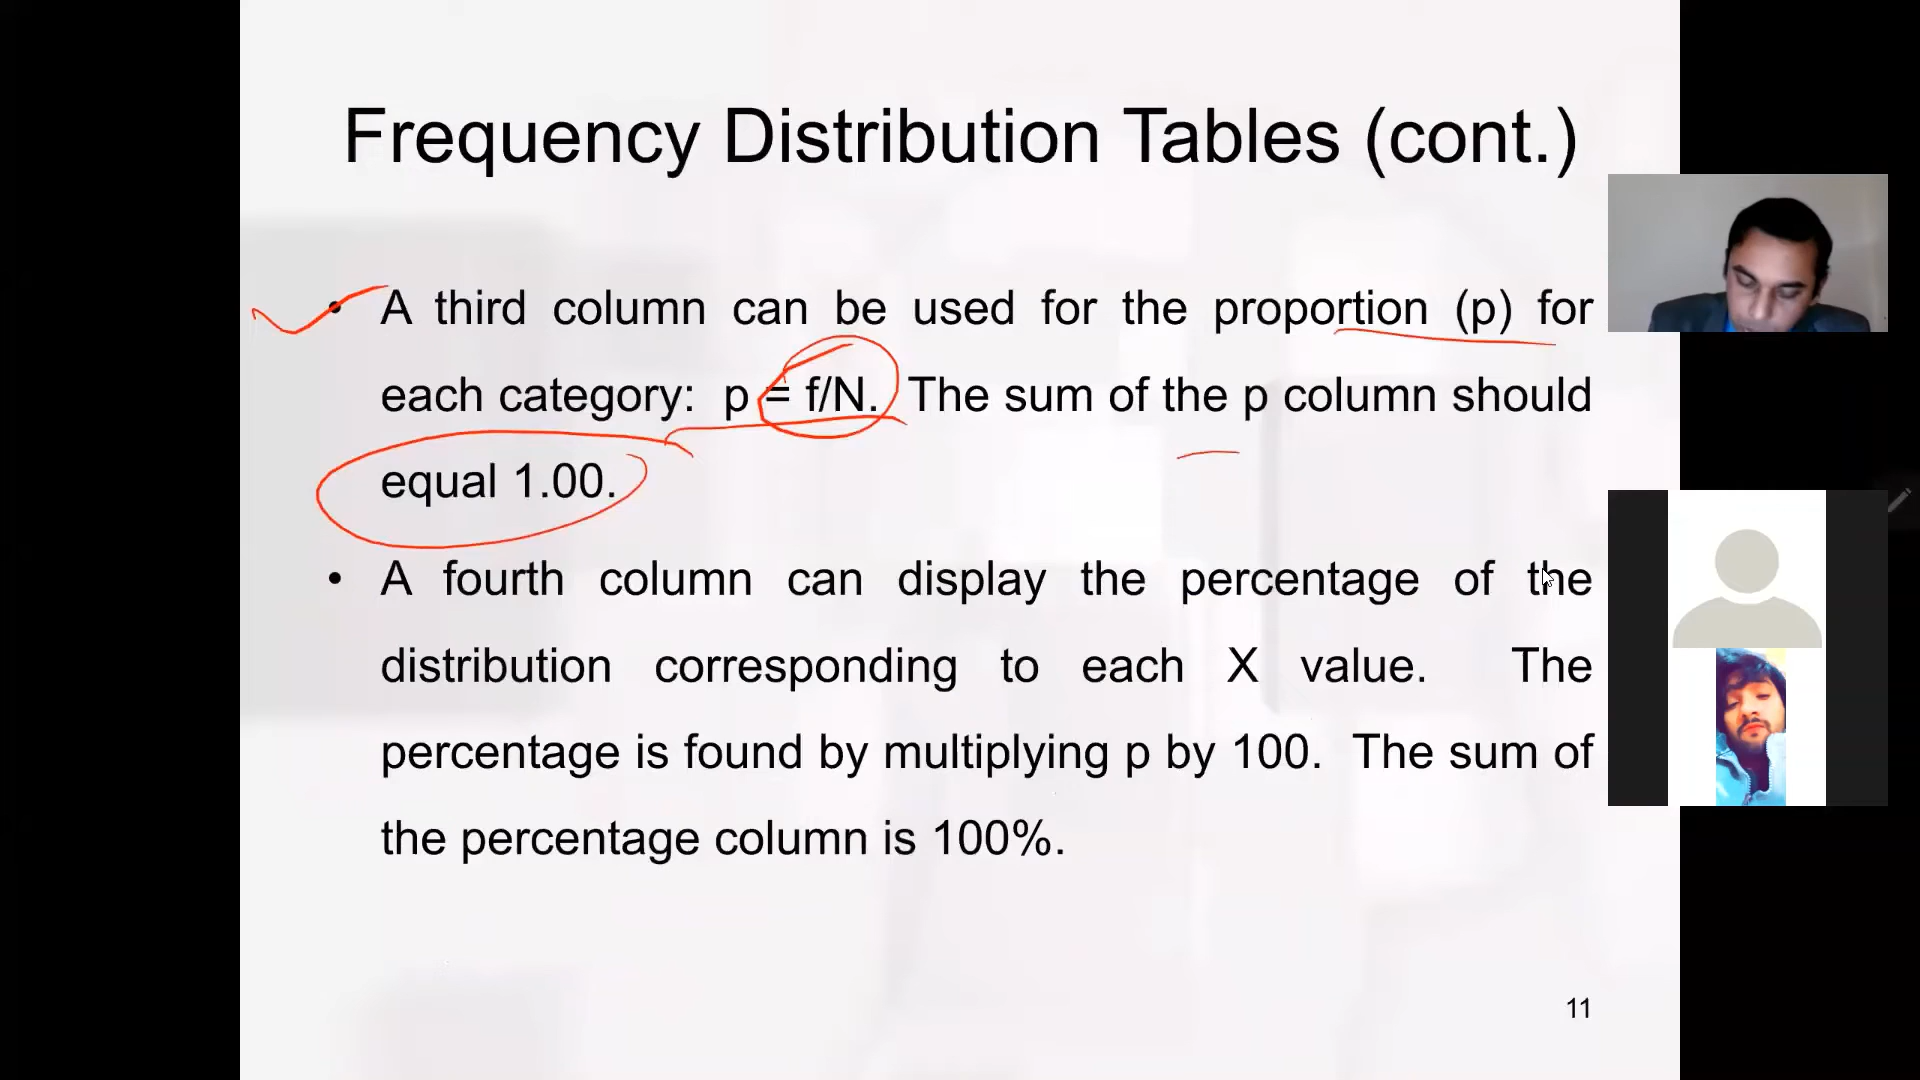 Frequency Distribution Tables (cont.)
• A third column can be used for the proportion (p) for
each category: p = f/N. The sum of the p column should
equal 1.00.
• A fourth column can display the percentage of the
distribution corresponding to each X value. The
percentage is found by multiplying p by 100. The sum of
the percentage column is 100%.
11